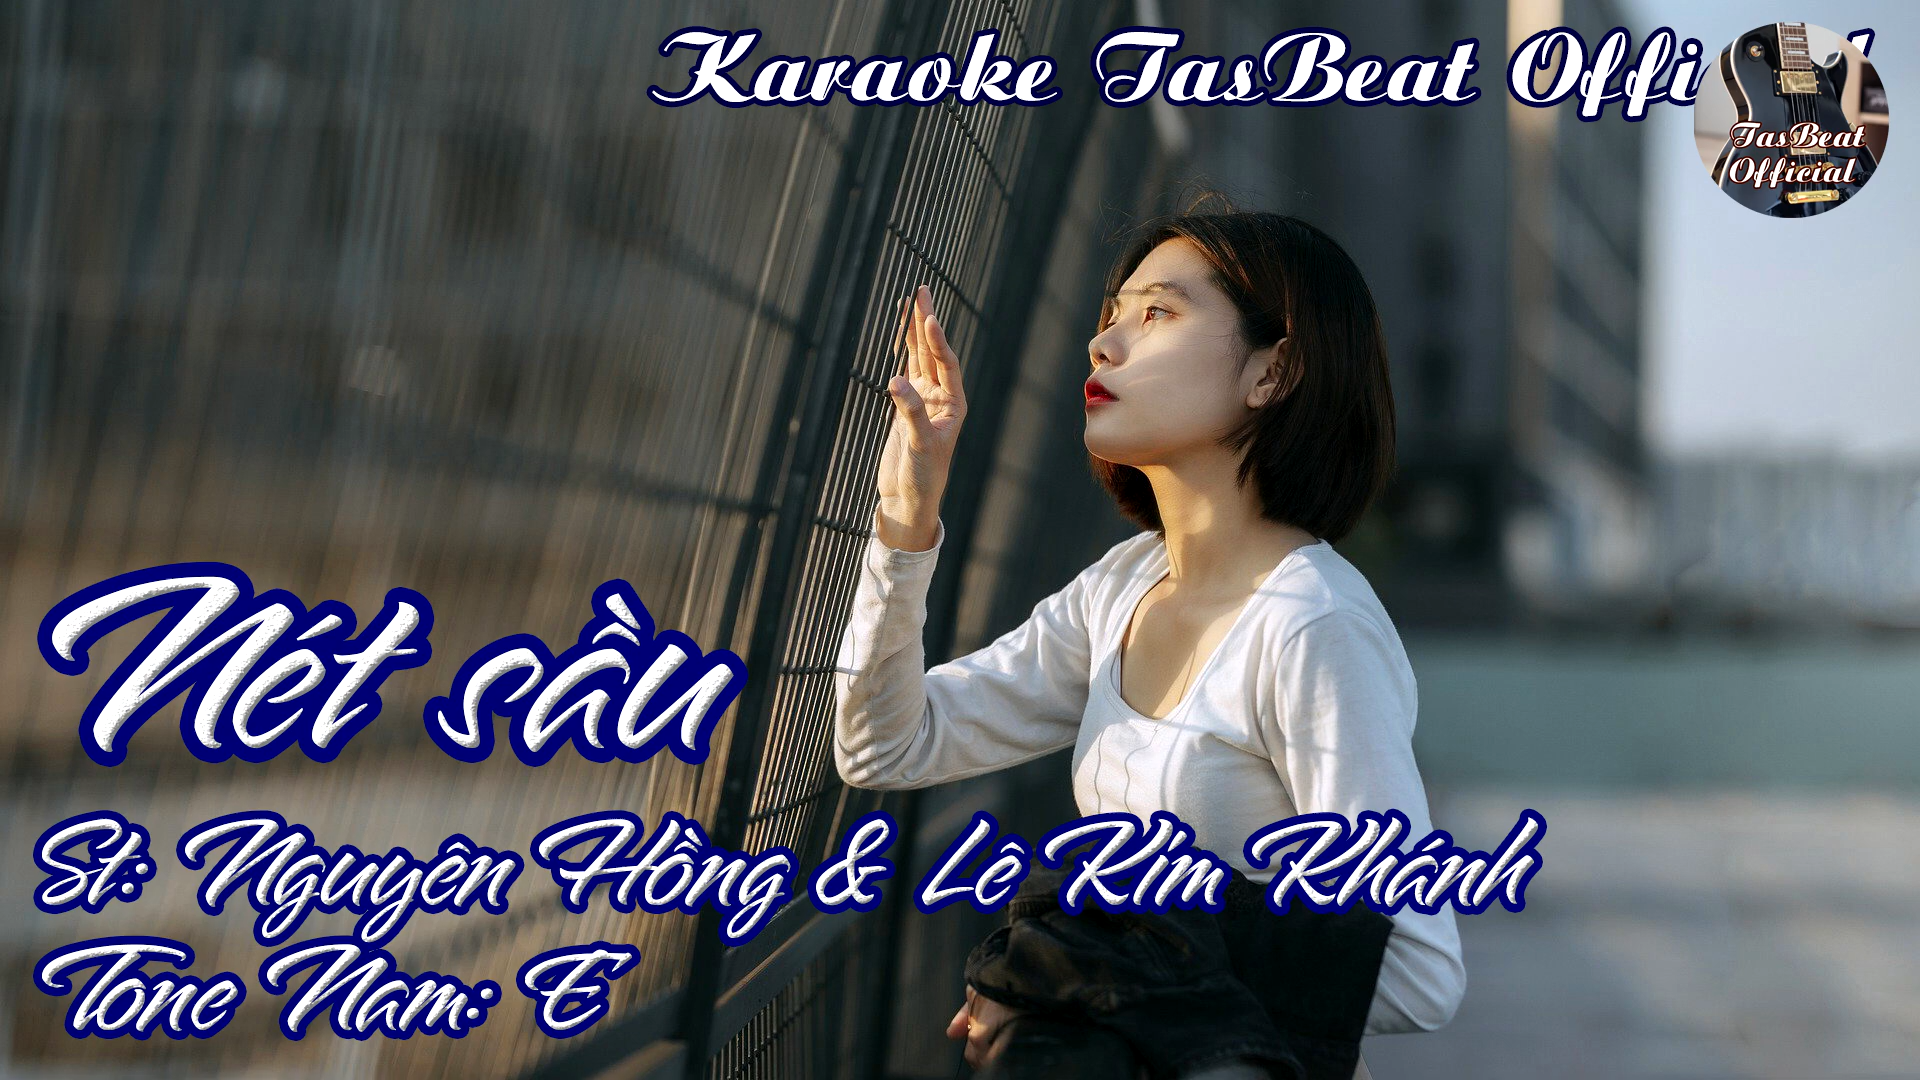 Karaoke TasBeat Offi
TasBeat
Official
Nét sầu
St: Nguyên Hồng & Lê Kim Khánh
Tone Nam: E